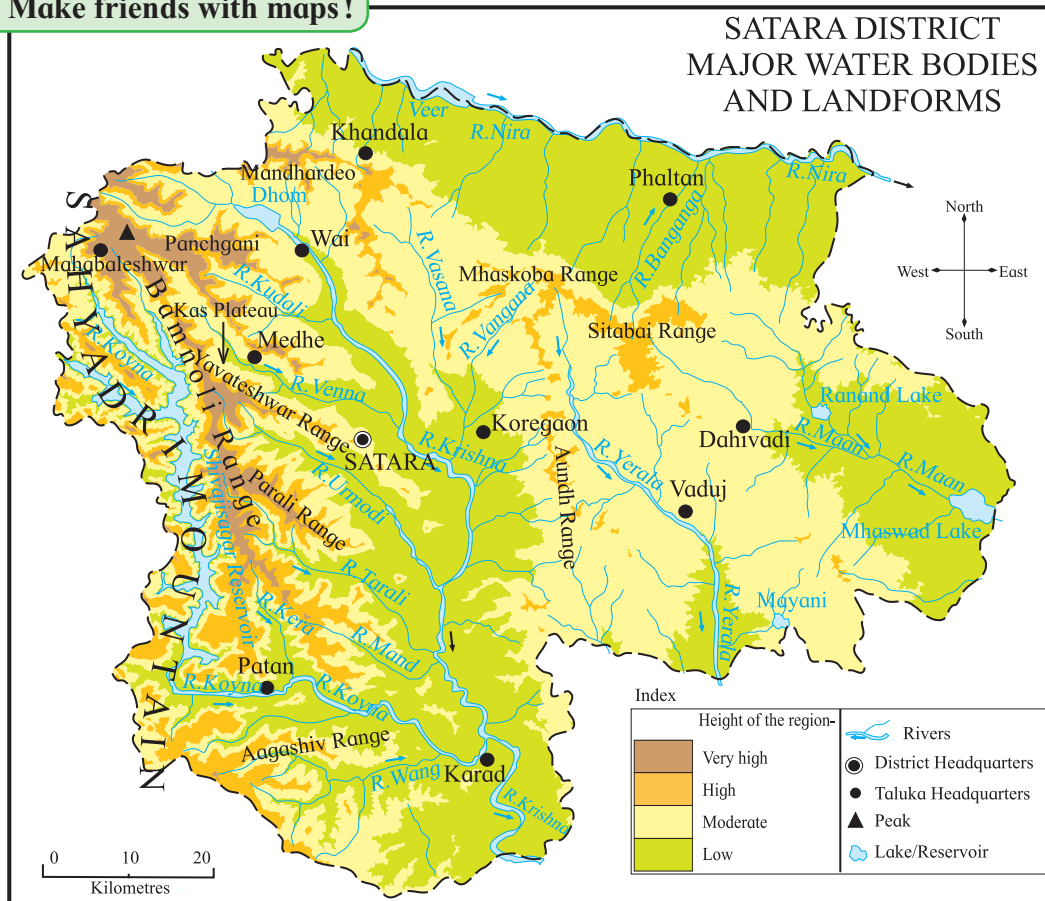 Make friends with maps!
SATARA DISTRICT
MAJOR WATER BODIES
AND LANDFORMS
Veer
R.Nira
Khandala
R.Nira
Mandhardeo
Phaltan
Dhom
R.Banganga
North
West
East
South
Panchgani
Wai
Mahabaleshwar
R.Vasana
Mhaskoba Range
R.Kudali
Kas Plateau
R.Vangana
Sitabai Range
Medhe
R.Koyna
Bamnoli Range
Yavateshwar Range
R.Venna
Ranand Lake
Koregaon
Dahivadi
R.Maan
R.Krishna
SATARA
SAHYADRI MOUNTAIN
R.Urmodi
R.Yerala
R.Maan
Aundh Range
Parali Range
Vaduj
Mhaswad Lake
Shivajisagar Reservoir
R.Tarali
R.Kera
R.Mand
Mayani
R.Yerala
Patan
R.Koyna
R.Koyna
Aagashiv Range
R.Wang
Karad
R.Krishna
Index
Height of the region-
Very high
High
Moderate
Low
Rivers
District Headquarters
Taluka Headquarters
Peak
Lake/Reservoir
0 10 20
Kilometres